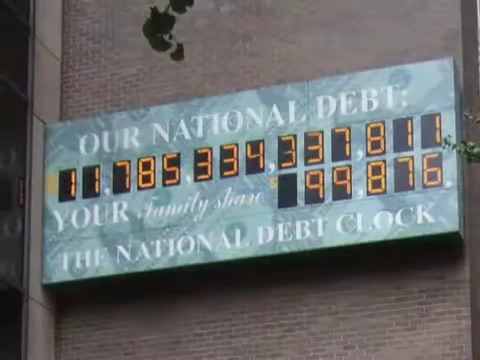 OUR NATIONAL DEBT:
$11,785,334,337,811
YOUR Family share $99,876.
THE NATIONAL DEBT CLOCK